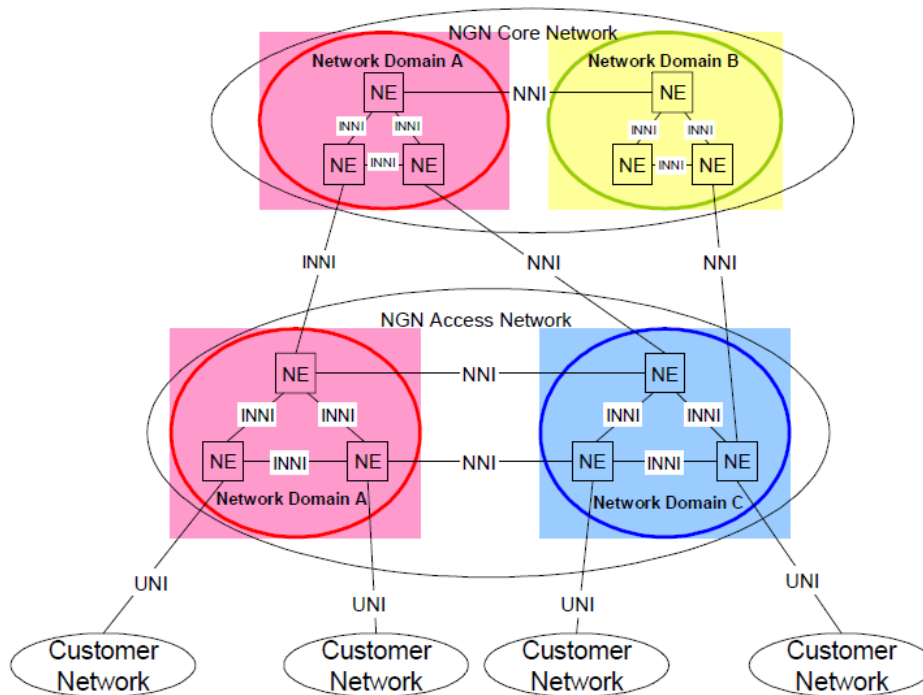 NGN Core Network
Network Domain A
Network Domain B
NE
NNI
NE
INNI
INNI
INNI
INNI
NE
INNI
NE
NE
INNI
NE
INNI
NNI
NNI
NGN Access Network
NE
NNI
NE
INNI
INNI
INNI
INNI
NE
INNI
NE
NNI
NE
INNI
NE
Network Domain A
Network Domain C
UNI
UNI
UNI
UNI
Customer
Network
Customer
Network
Customer
Network
Customer
Network